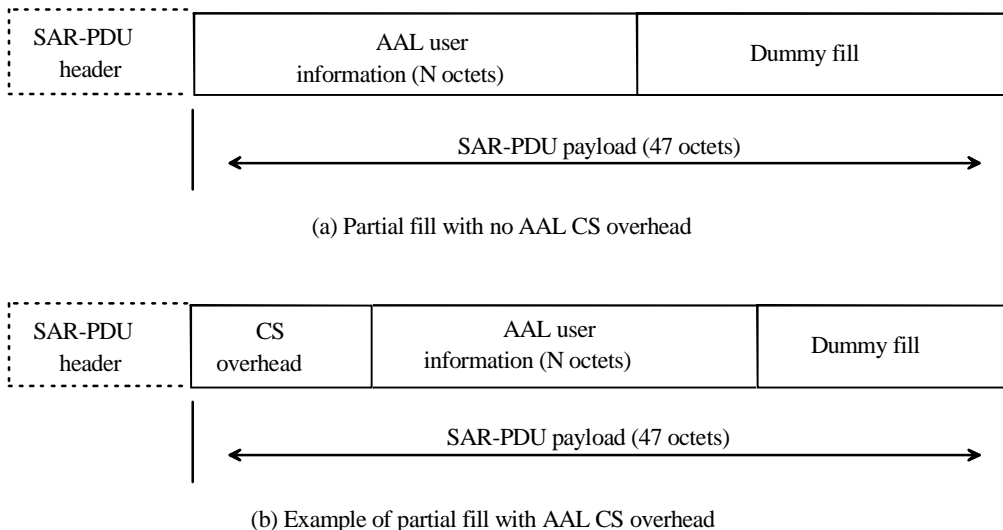 SAR-PDU
header
AAL user
information (N octets)
Dummy fill
SAR-PDU payload (47 octets)
(a) Partial fill with no AAL CS overhead
SAR-PDU
header
CS
overhead
AAL user
information (N octets)
Dummy fill
SAR-PDU payload (47 octets)
(b) Example of partial fill with AAL CS overhead